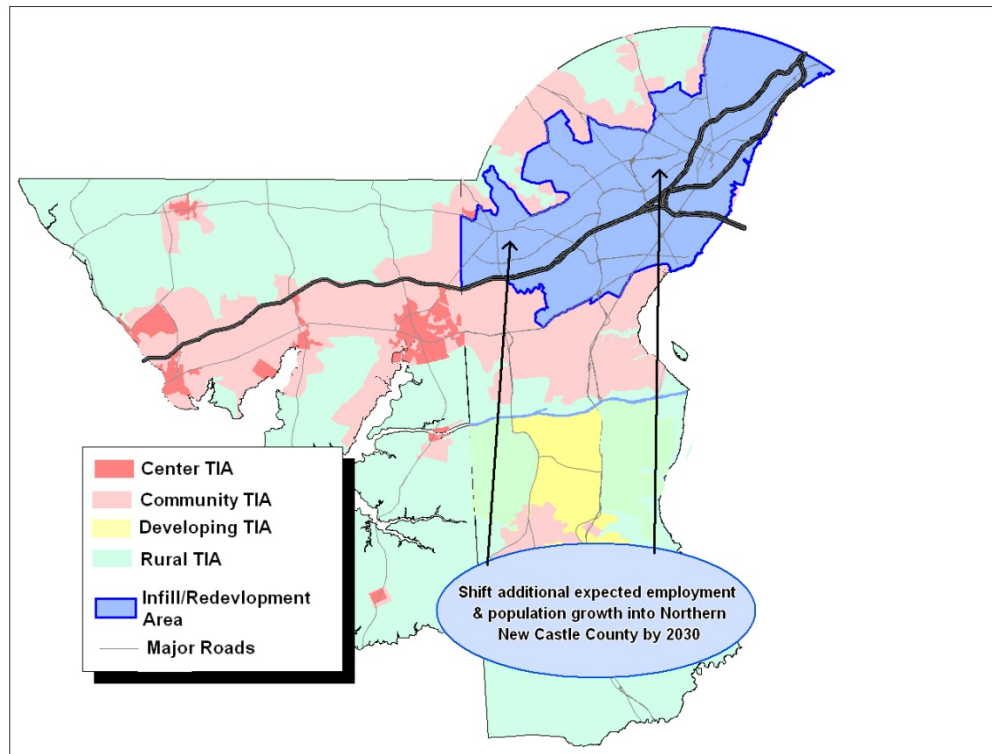 Center TIA
Community TIA
Developing TIA
Rural TIA
Infill/Redevlopment
Area
Major Roads
Shift additional expected employment
& population growth into Northern
New Castle County by 2030